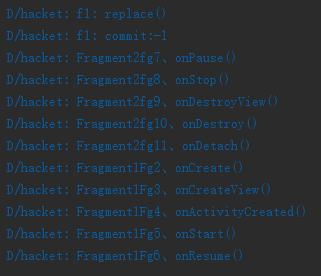 D/hacket: f1: replace()
D/hacket: f1: commit:-1
D/hacket: Fragment2fg7、onPause()
D/hacket: Fragment2fg8、onStop()
D/hacket: Fragment2fg9、onDestroyView()
D/hacket: Fragment2fg10、onDestroy()
D/hacket: Fragment2fg11、onDetach()
D/hacket: Fragment1Fg2、onCreate()
D/hacket: Fragment1Fg3、onCreateView()
D/hacket: Fragment1Fg4、onActivityCreated()
D/hacket: Fragment1Fg5、onStart()
D/hacket: Fragment1Fg6、onResume()